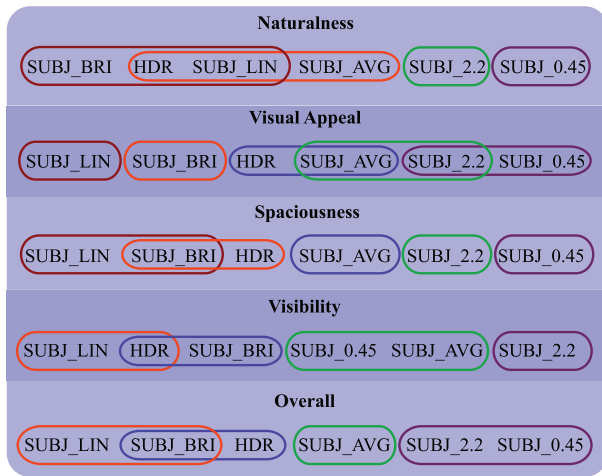 Naturalness
SUBJ_BRI HDR SUBJ_LIN SUBJ_AVG SUBJ_2.2 SUBJ_0.45
Visual Appeal
SUBJ_LIN SUBJ_BRI HDR SUBJ_AVG SUBJ_2.2 SUBJ_0.45
Spaciousness
SUBJ_LIN SUBJ_BRI HDR SUBJ_AVG SUBJ_2.2 SUBJ_0.45
Visibility
SUBJ_LIN HDR SUBJ_BRI SUBJ_0.45 SUBJ_AVG SUBJ_2.2
Overall
SUBJ_LIN SUBJ_BRI HDR SUBJ_AVG SUBJ_2.2 SUBJ_0.45